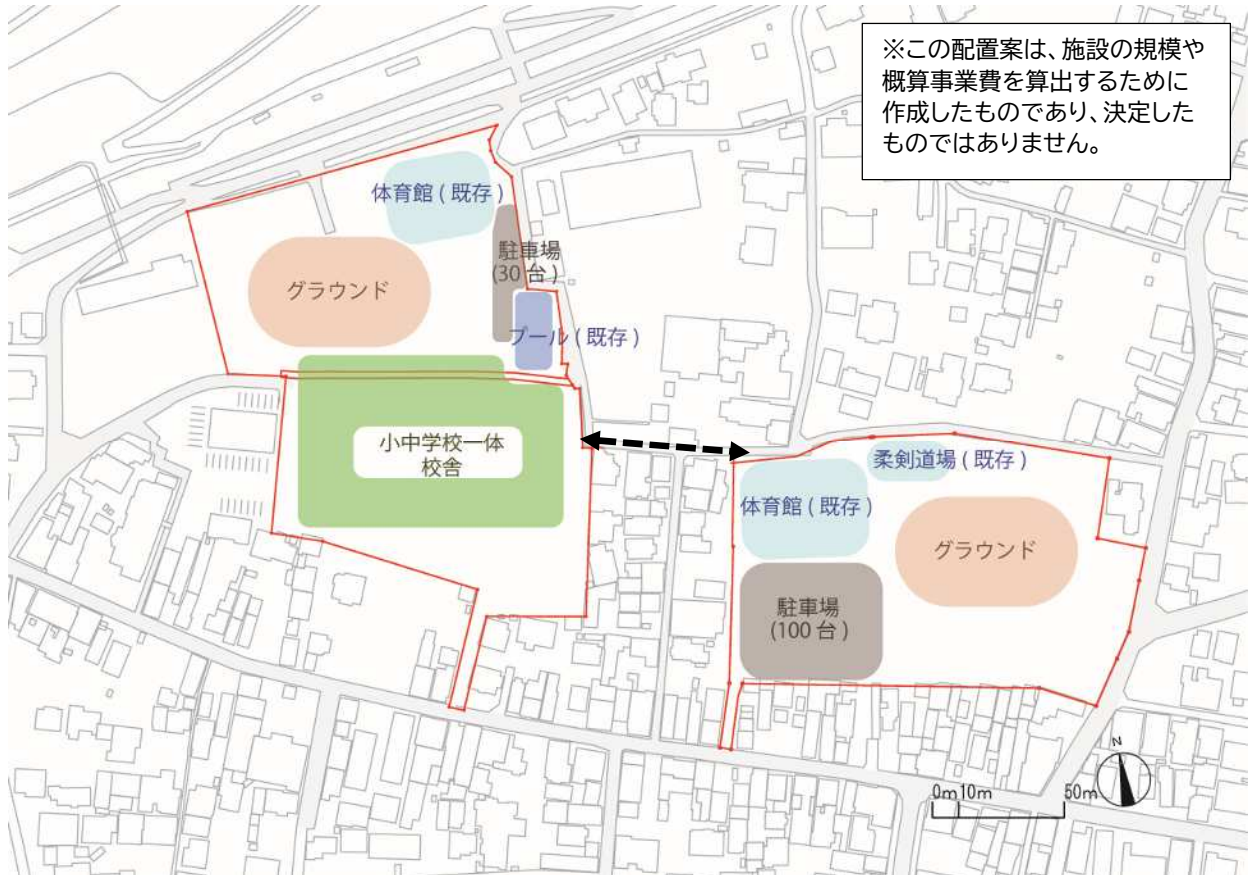 ※この配置案は、施設の規模や
概算事業費を算出するために
作成したものであり、決定した
ものではありません。
体育館(既存)
駐車場
(30台)
グラウンド
プール(既存)
小中学校一体
校舎
柔剣道場(既存)
体育館(既存)
グラウンド
駐車場
(100台)
N
0m 10m 50m